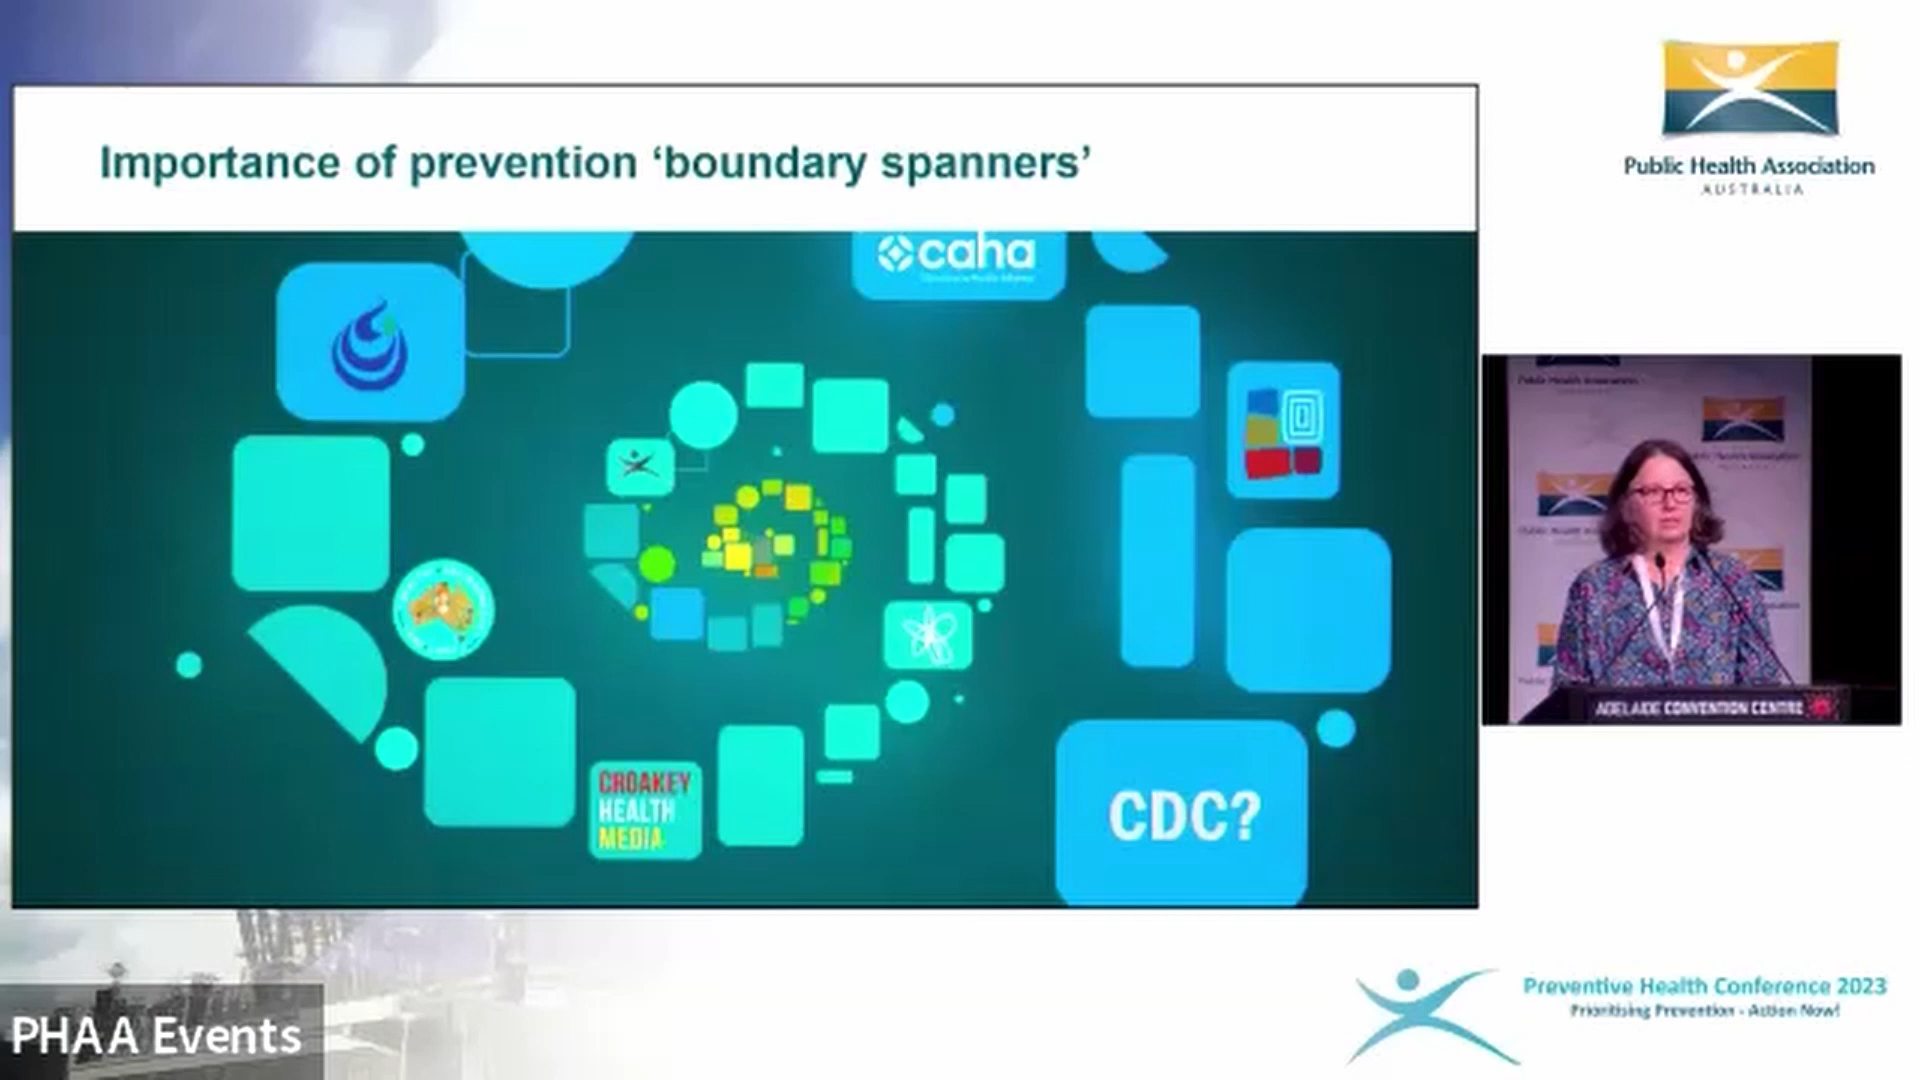 Importance of prevention ‘boundary spanners’
caha
CROAKEY
HEALTH
MEDIA
CDC?
Public Health Association
AUSTRALIA
ADELAIDE CONVENTION CENTRE
Preventive Health Conference 2023
Prioritising Prevention - Action Now!
PHAA Events